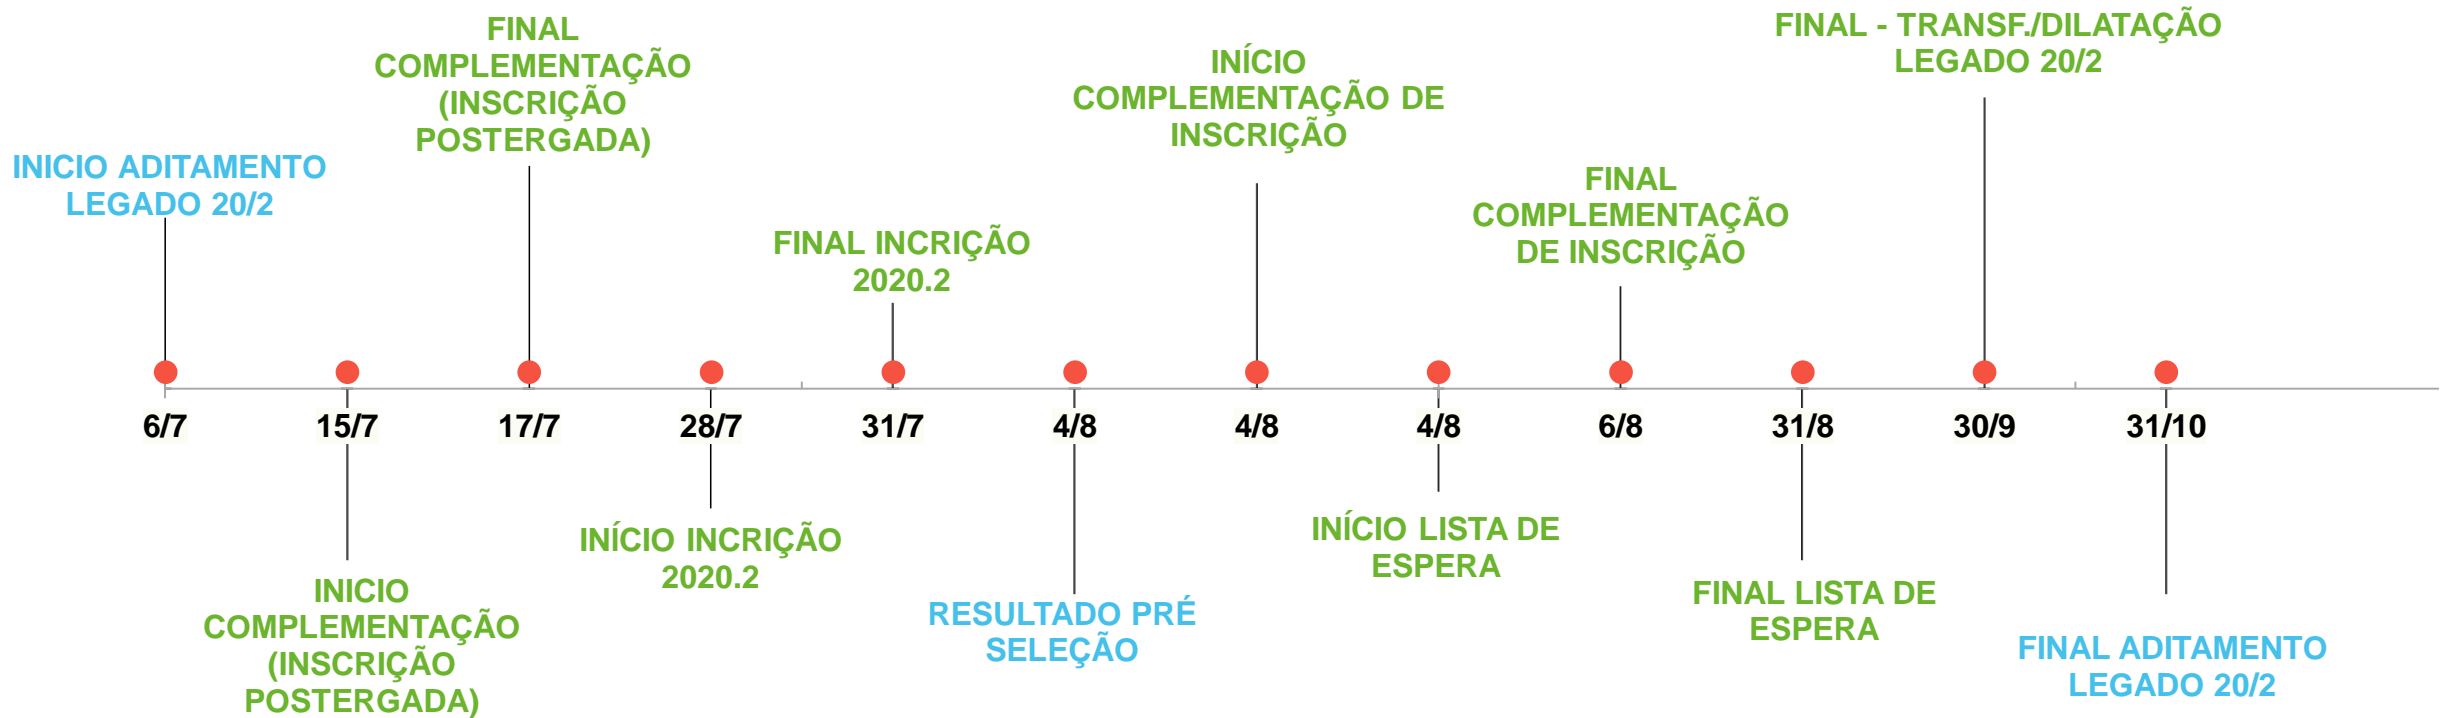 FINAL
COMPLEMENTAÇÃO
(INSCRIÇÃO
POSTERGADA)
INÍCIO
COMPLEMENTAÇÃO DE
INSCRIÇÃO
FINAL - TRANSF./DILATAÇÃO
LEGADO 20/2
INICIO ADITAMENTO
LEGADO 20/2
FINAL INCRIÇÃO
2020.2
FINAL
COMPLEMENTAÇÃO
DE INSCRIÇÃO
6/7 15/7 17/7 28/7 31/7 4/8 4/8 4/8 6/8 31/8 30/9 31/10
INICIO
COMPLEMENTAÇÃO
(INSCRIÇÃO
POSTERGADA)
INÍCIO INCRIÇÃO
2020.2
RESULTADO PRÉ
SELEÇÃO
INÍCIO LISTA DE
ESPERA
FINAL LISTA DE
ESPERA
FINAL ADITAMENTO
LEGADO 20/2